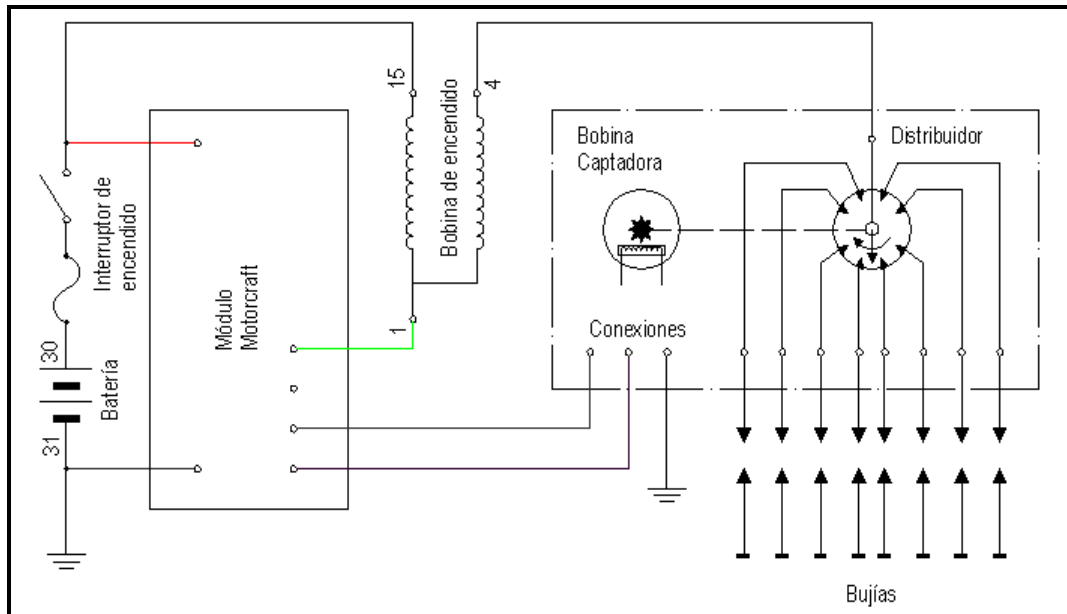 15
4
Bobina de encendido
Bobina
Captadora
Distribuidor
Interruptor de
encendido
Módulo
Motorcraft
1
Conexiones
30
Batería
31
Bujías